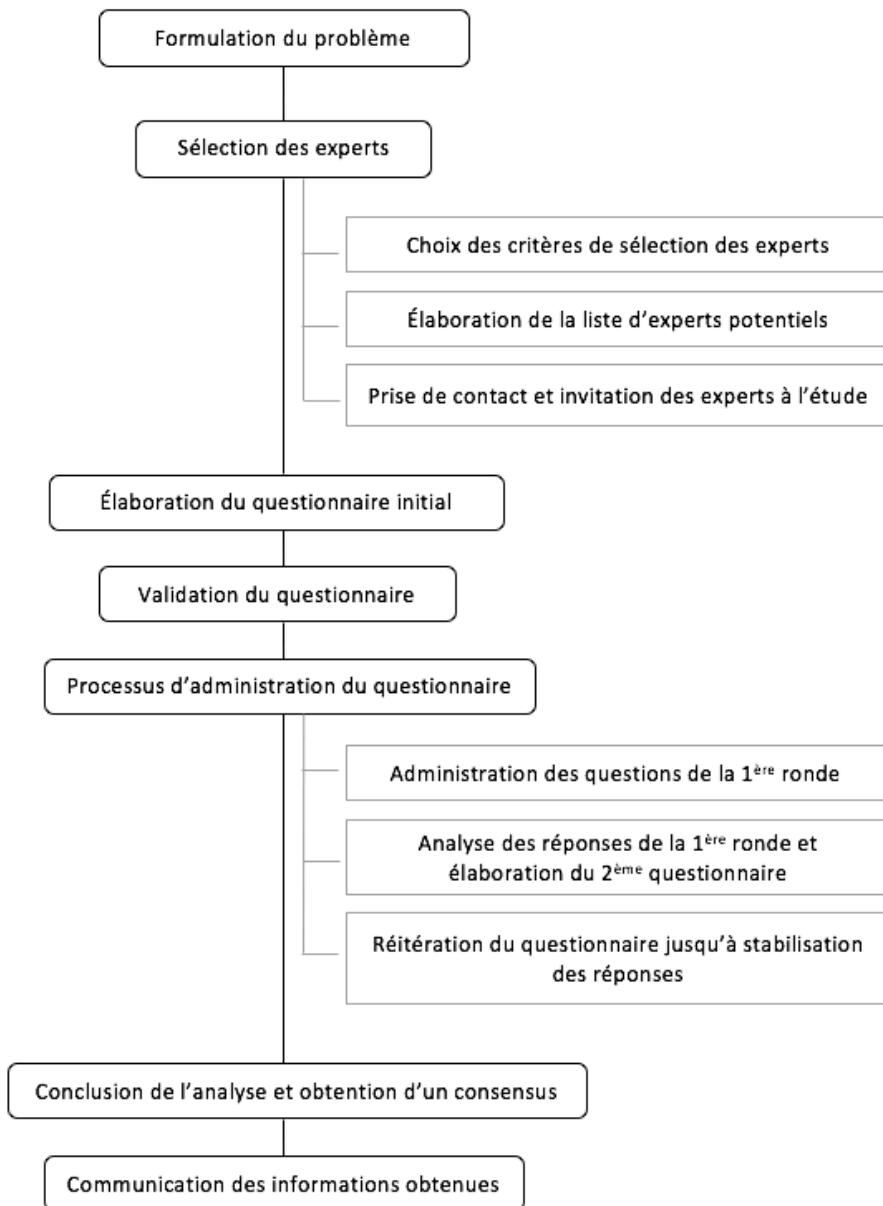 Formulation du problème
Sélection des experts
Choix des critères de sélection des experts
Élaboration de la liste d'experts potentiels
Prise de contact et invitation des experts à l'étude
Élaboration du questionnaire initial
Validation du questionnaire
Processus d'administration du questionnaire
Administration des questions de la 1ère ronde
Analyse des réponses de la 1ère ronde et
élaboration du 2ème questionnaire
Réitération du questionnaire jusqu'à stabilisation
des réponses
Conclusion de l'analyse et obtention d'un consensus
Communication des informations obtenues